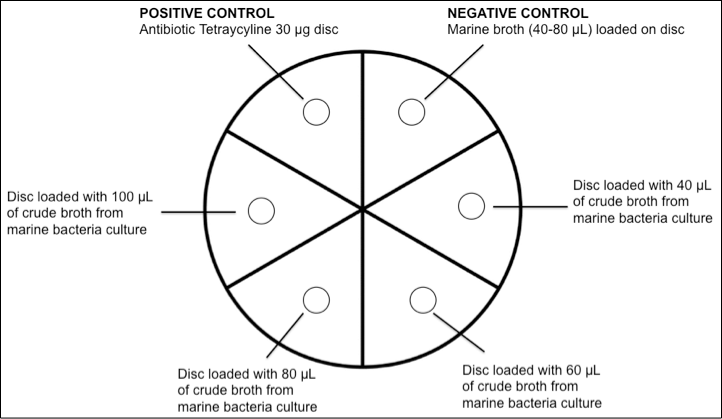 POSITIVE CONTROL
Antibiotic Tetraycyline 30 µg disc
NEGATIVE CONTROL
Marine broth (40-80 µL) loaded on disc
Disc loaded with 100 µL
of crude broth from
marine bacteria culture
Disc loaded with 40 µL
of crude broth from
marine bacteria culture
Disc loaded with 80 µL
of crude broth from
marine bacteria culture
Disc loaded with 60 µL
of crude broth from
marine bacteria culture